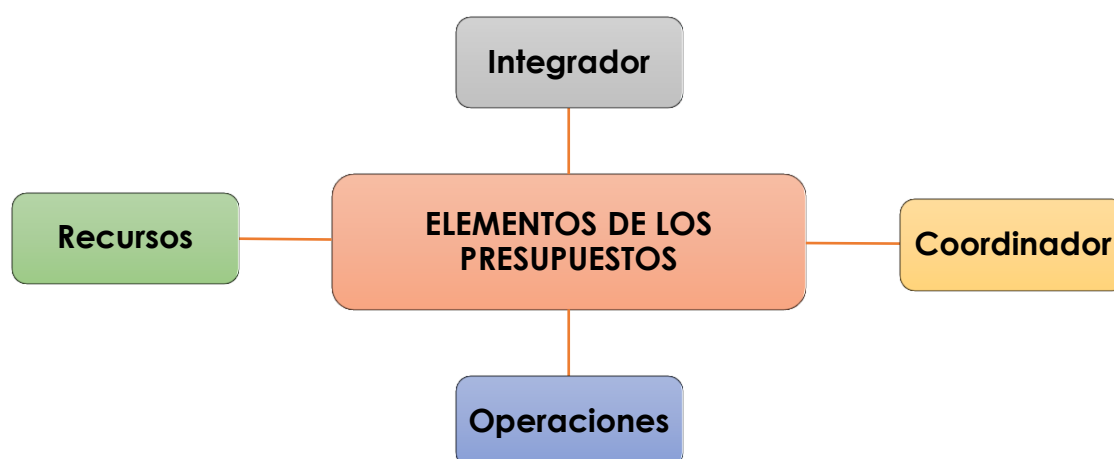 Integrador
Recursos
ELEMENTOS DE LOS
PRESUPUESTOS
Coordinador
Operaciones